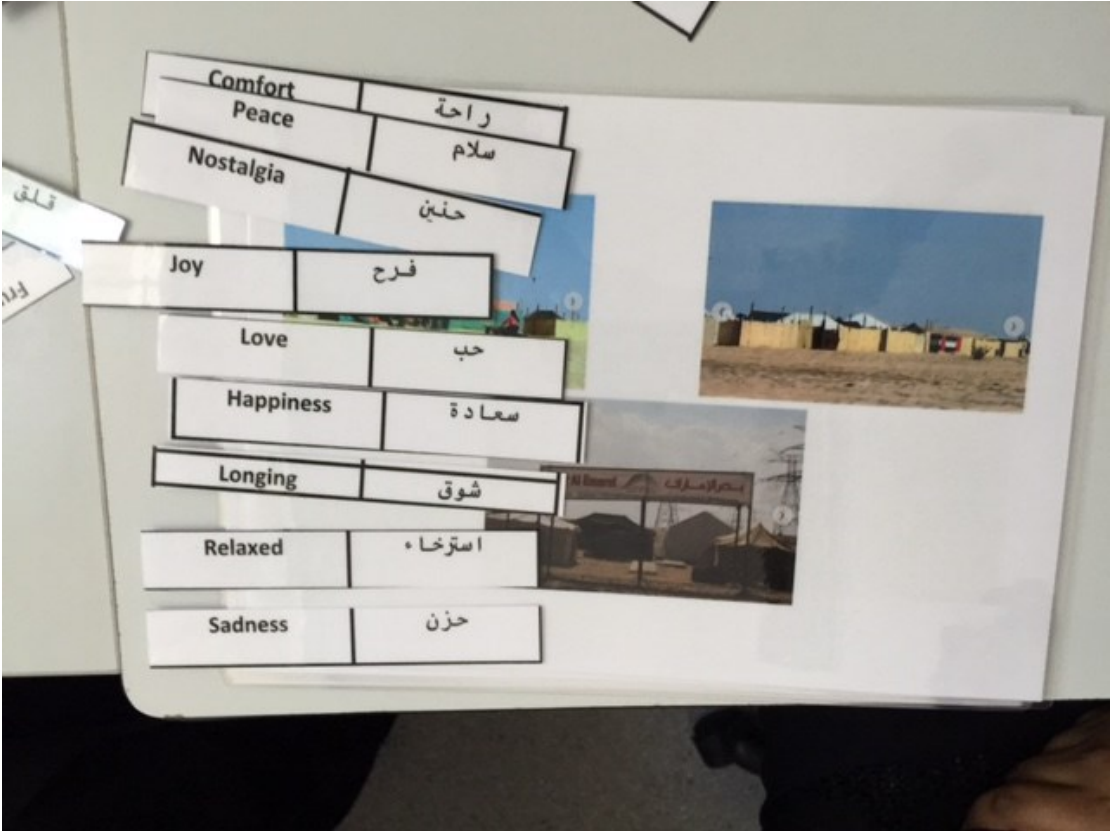 Comfort راحة
Peace سلام
Nostalgia حنين
قلق
Joy فرح
Love حب
Happiness سعادة
Longing شوق
Al Emarat
Relaxed استرخاء
Sadness حزن